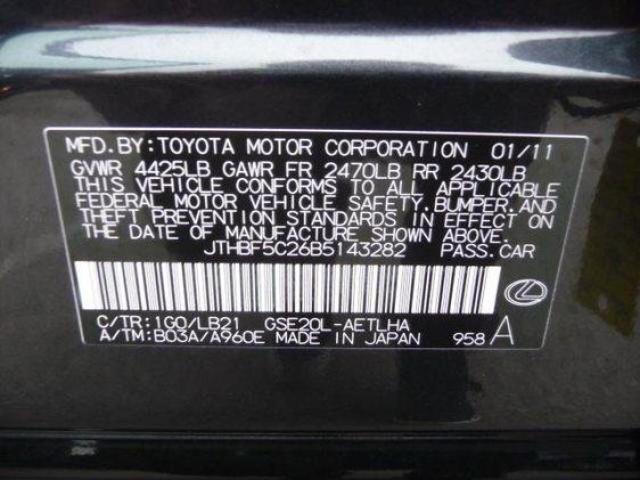 MFD.BY:TOYOTA MOTOR CORPORATION 01/11
GVWR 4425LB GAWR FR 2470LB RR 2430LB
THIS VEHICLE CONFORMS TO ALL APPLICABLE
FEDERAL MOTOR VEHICLE SAFETY,BUMPER,AND
THEFT PREVENTION STANDARDS IN EFFECT
ON THE DATE OF MANUFACTURE SHOWN ABOVE.
JTHBF5C26B5143282 PASS.CAR
C/TR:1G0/LB21 GSE20L-AETLHA
A/TM:B03A/A960E MADE IN JAPAN 958 A